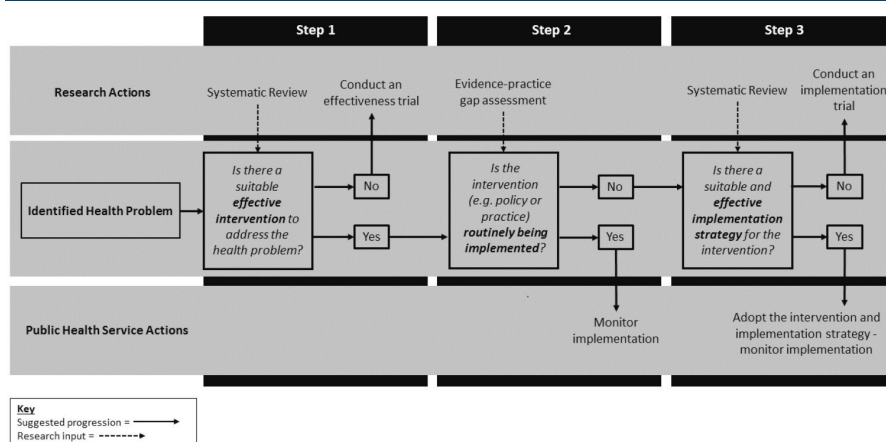 Step 1
Step 2
Step 3
Research Actions
Systematic Review
Conduct an
effectiveness trial
Evidence-practice
gap assessment
Systematic Review
Conduct an
implementation
trial
Identified Health Problem
Is there a
suitable
effective
intervention to
address the
health problem?
No
Yes
Is the
intervention
(e.g. policy or
practice)
routinely being
implemented?
No
Yes
Is there a
suitable and
effective
implementation
strategy for the
intervention?
No
Yes
Public Health Service Actions
Monitor
implementation
Adopt the intervention and
implementation strategy -
monitor implementation
Key
Suggested progression =
Research input =